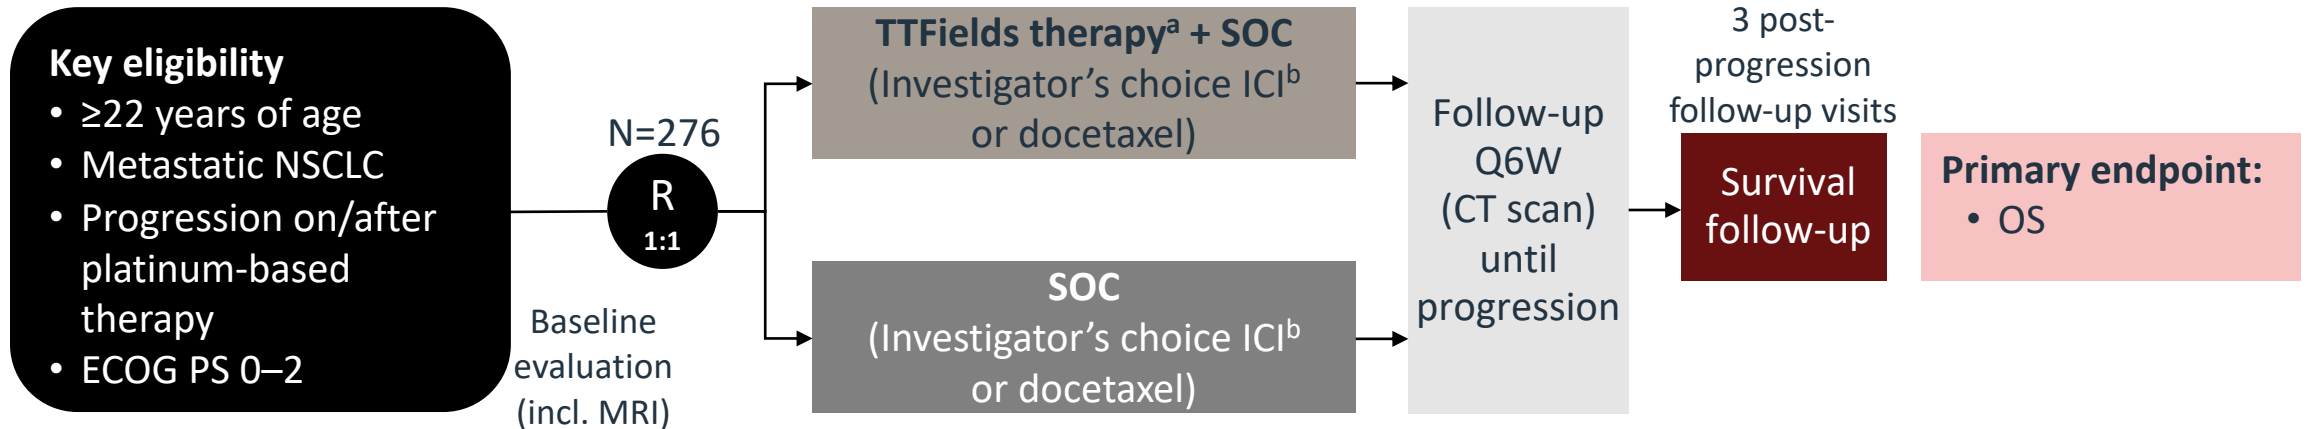 Key eligibility
• ≥22 years of age
• Metastatic NSCLC
• Progression on/after
platinum-based
therapy
• ECOG PS 0–2
Baseline
evaluation
(incl. MRI)
N=276
R
1:1
TTFields therapyᵃ + SOC
(Investigator’s choice ICIᵇ
or docetaxel)
SOC
(Investigator’s choice ICIᵇ
or docetaxel)
Follow-up
Q6W
(CT scan)
until
progression
3 post-
progression
follow-up visits
Survival
follow-up
Primary endpoint:
• OS